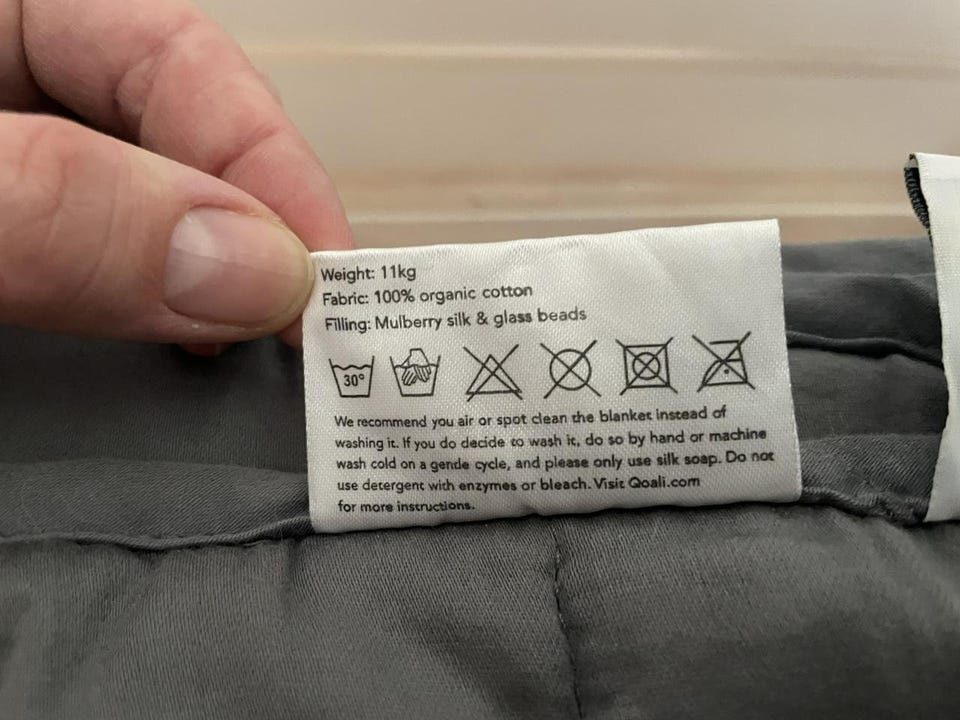 Weight: 11kg
Fabric: 100% organic cotton
Filling: Mulberry silk & glass beads
30°
We recommend you air or spot clean the blanket instead of
washing it. If you do decide to wash it, do so by hand or machine
wash cold on a gentle cycle, and please only use silk soap. Do not
use detergent with enzymes or bleach. Visit Qoali.com
for more instructions.